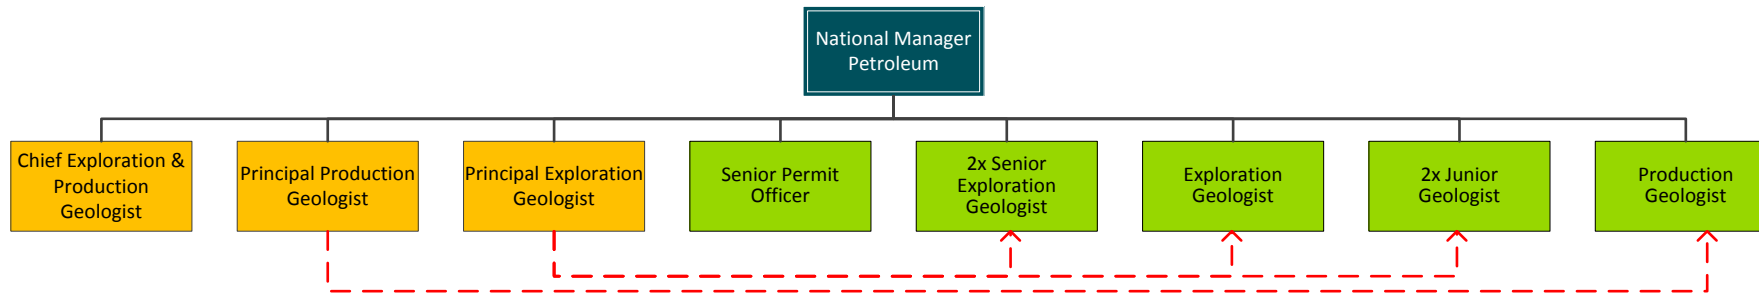 National Manager
Petroleum
Chief Exploration &
Production
Geologist
Principal Production
Geologist
Principal Exploration
Geologist
Senior Permit
Officer
2x Senior
Exploration
Geologist
Exploration
Geologist
2x Junior
Geologist
Production
Geologist